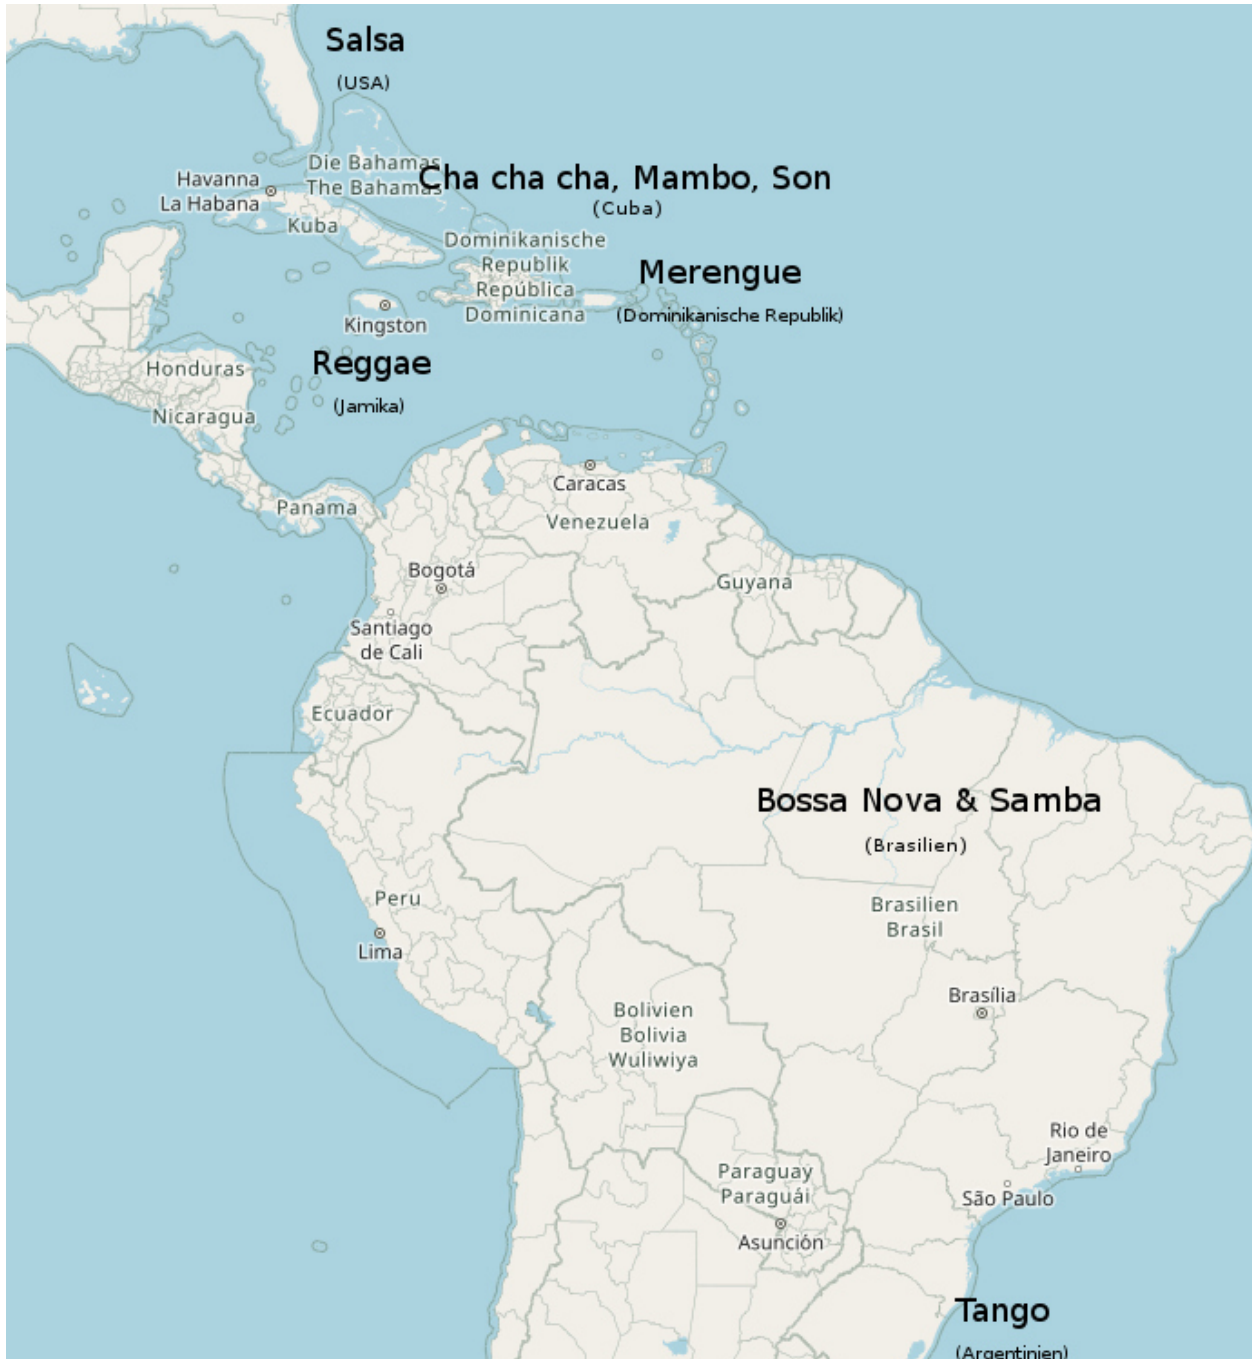 Salsa
(USA)
Die Bahamas
The Bahamas
Cha cha cha, Mambo, Son
(Cuba)
Havanna
La Habana
Kuba
Dominikanische
Republik
República
Dominicana
Merengue
(Dominikanische Republik)
Kingston
Reggae
(Jamika)
Honduras
Nicaragua
Panama
Caracas
Venezuela
Bogotá
Guyana
Santiago
de Cali
Ecuador
Bossa Nova & Samba
(Brasilien)
Peru
Lima
Brasilien
Brasil
Brasília
Bolivien
Bolivia
Wuliwiya
Rio de
Janeiro
São Paulo
Paraguay
Paraguái
Asunción
Tango
(Argentinien)